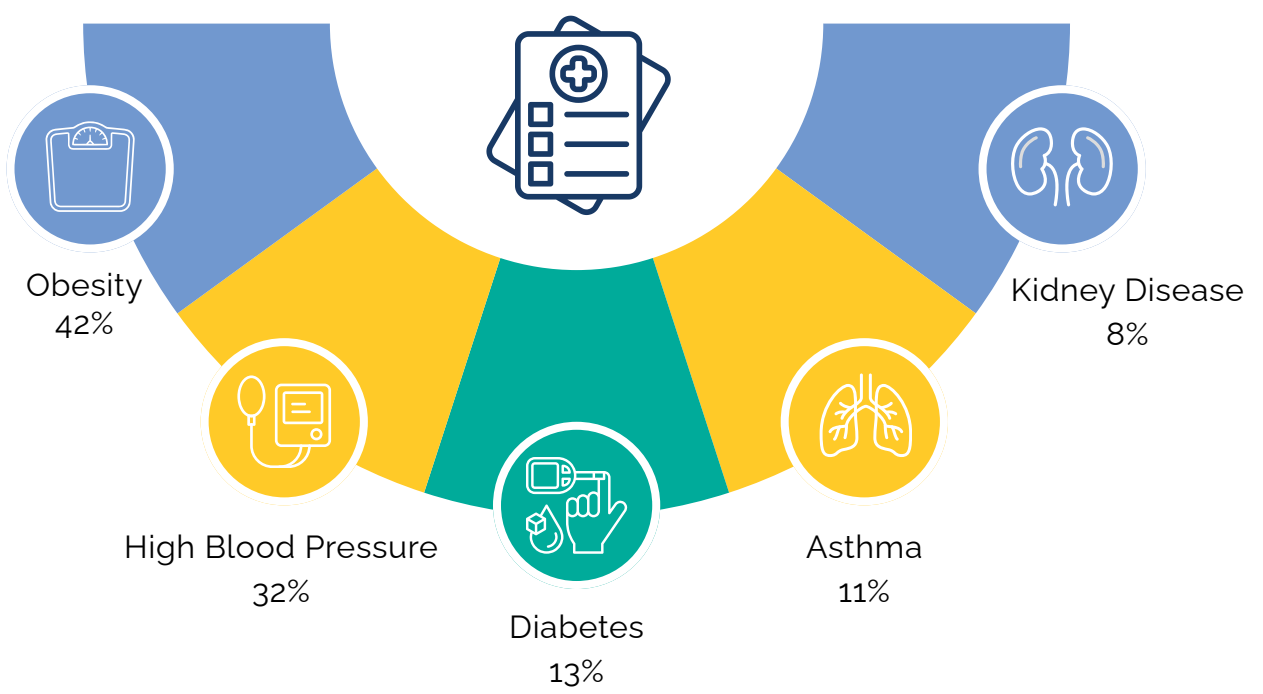 Obesity
42%
High Blood Pressure
32%
Diabetes
13%
Asthma
11%
Kidney Disease
8%